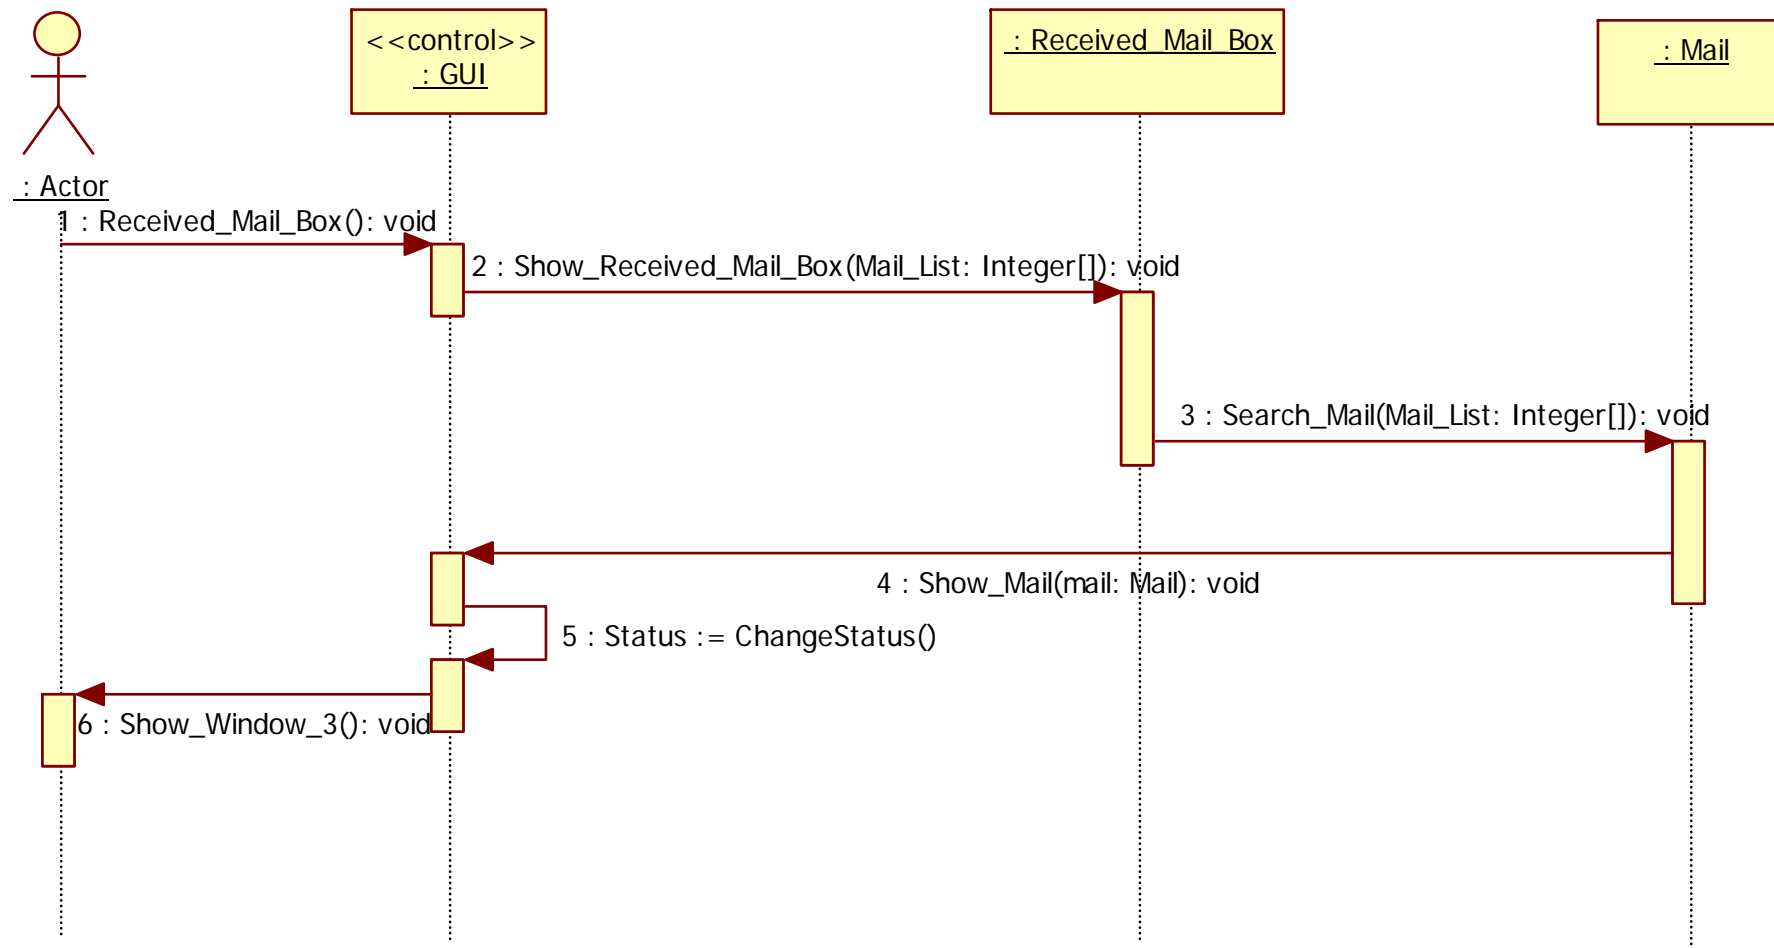 <<control>>
: GUI
: Received_Mail_Box
: Mail
: Actor
1 : Received_Mail_Box(): void
2 : Show_Received_Mail_Box(Mail_List: Integer[]): void
3 : Search_Mail(Mail_List: Integer[]): void
4 : Show_Mail(mail: Mail): void
5 : Status := ChangeStatus()
6 : Show_Window_3(): void